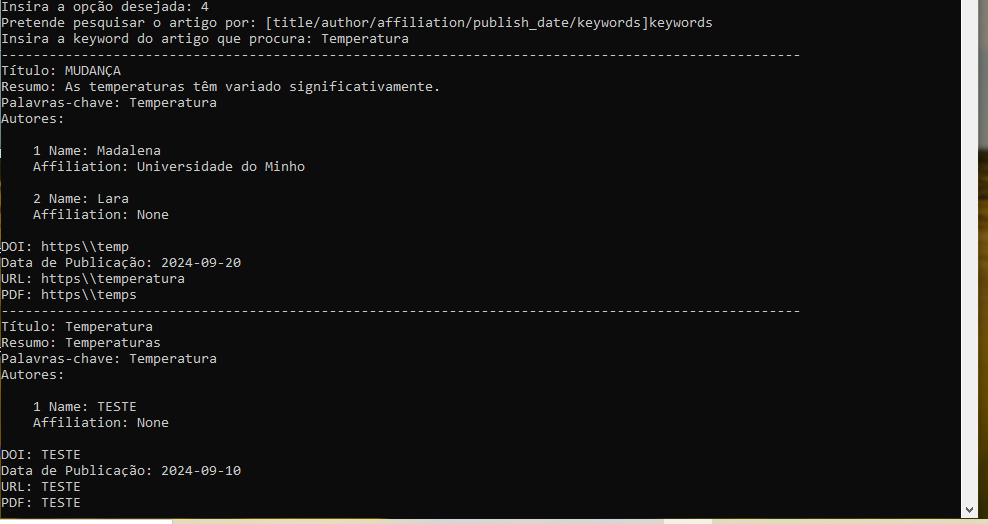 Insira a opção desejada: 4
Pretende pesquisar o artigo por: [title/author/affiliation/publish_date/keywords]keywords
Insira a keyword do artigo que procura: Temperatura
----------------------------------------------------------------------------------------------------
Título: MUDANÇA
Resumo: As temperaturas têm variado significativamente.
Palavras-chave: Temperatura
Autores:
1 Name: Madalena
Affiliation: Universidade do Minho
2 Name: Lara
Affiliation: None
DOI: https\\temp
Data de Publicação: 2024-09-20
URL: https\\temperatura
PDF: https\\temps
----------------------------------------------------------------------------------------------------
Título: Temperatura
Resumo: Temperaturas
Palavras-chave: Temperatura
Autores:
1 Name: TESTE
Affiliation: None
DOI: TESTE
Data de Publicação: 2024-09-10
URL: TESTE
PDF: TESTE